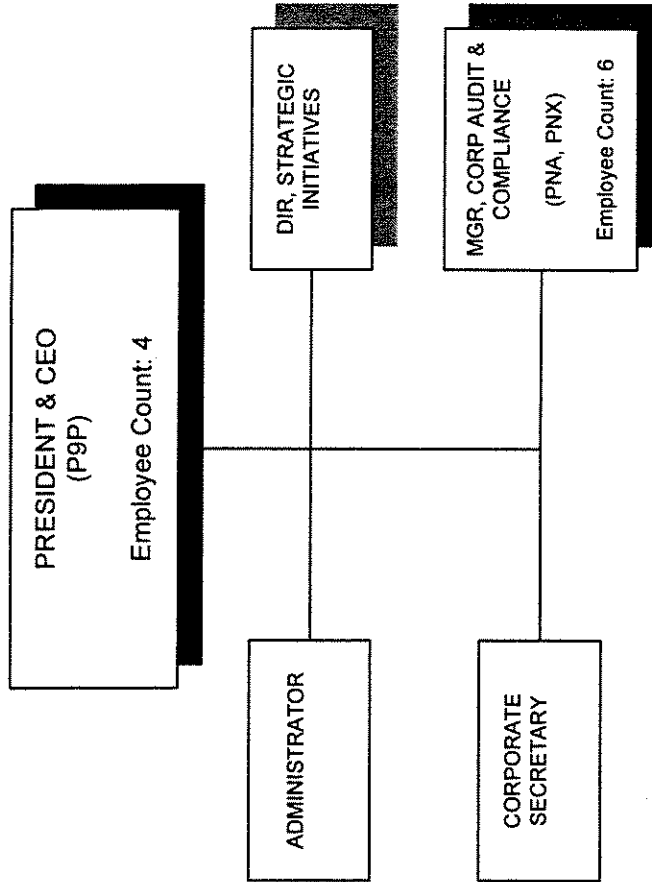 PRESIDENT & CEO
(P9P)
Employee Count: 4
ADMINISTRATOR
DIR, STRATEGIC
INITIATIVES
CORPORATE
SECRETARY
MGR, CORP AUDIT &
COMPLIANCE
(PNA, PNX)
Employee Count: 6